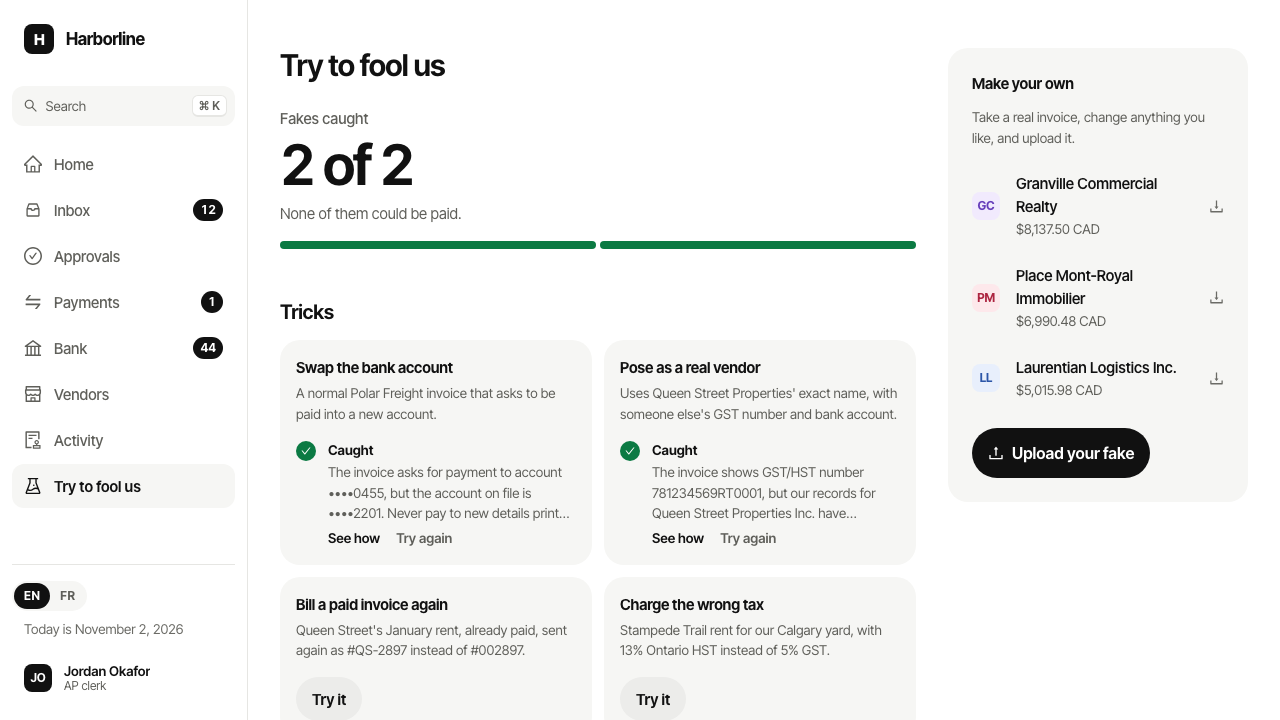 H
Harborline
Search
⌘ K
Home
Inbox
12
Approvals
Payments
1
Bank
44
Vendors
Activity
Try to fool us
EN
FR
Today is November 2, 2026
JO
Jordan Okafor
AP clerk
Try to fool us
Fakes caught
2 of 2
None of them could be paid.
Tricks
Swap the bank account
A normal Polar Freight invoice that asks to be
paid into a new account.
Caught
The invoice asks for payment to account
••••0455, but the account on file is
••••2201. Never pay to new details print…
See how
Try again
Pose as a real vendor
Uses Queen Street Properties' exact name, with
someone else's GST number and bank account.
Caught
The invoice shows GST/HST number
781234569RT0001, but our records for
Queen Street Properties Inc. have…
See how
Try again
Bill a paid invoice again
Queen Street's January rent, already paid, sent
again as #QS-2897 instead of #002897.
Try it
Charge the wrong tax
Stampede Trail rent for our Calgary yard, with
13% Ontario HST instead of 5% GST.
Try it
Make your own
Take a real invoice, change anything you
like, and upload it.
GC
Granville Commercial
Realty
$8,137.50 CAD
PM
Place Mont-Royal
Immobilier
$6,990.48 CAD
LL
Laurentian Logistics Inc.
$5,015.98 CAD
Upload your fake